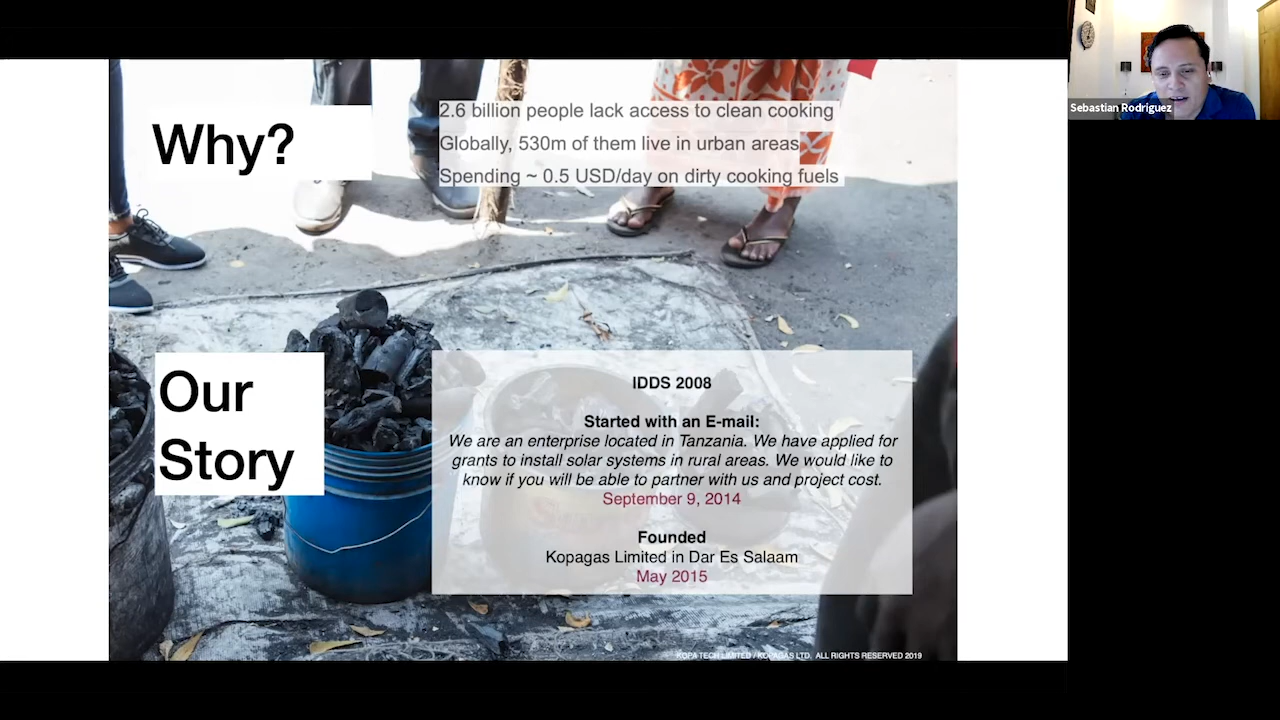 Why?
2.6 billion people lack access to clean cooking
Globally, 530m of them live in urban areas
Spending ~ 0.5 USD/day on dirty cooking fuels
Our
Story
IDDS 2008
Started with an E-mail:
We are an enterprise located in Tanzania. We have applied for
grants to install solar systems in rural areas. We would like to
know if you will be able to partner with us and project cost.
September 9, 2014
Founded
Kopagas Limited in Dar Es Salaam
May 2015
KOPA TECH LIMITED / KOPAGAS LTD. ALL RIGHTS RESERVED 2019
Sebastian Rodriguez